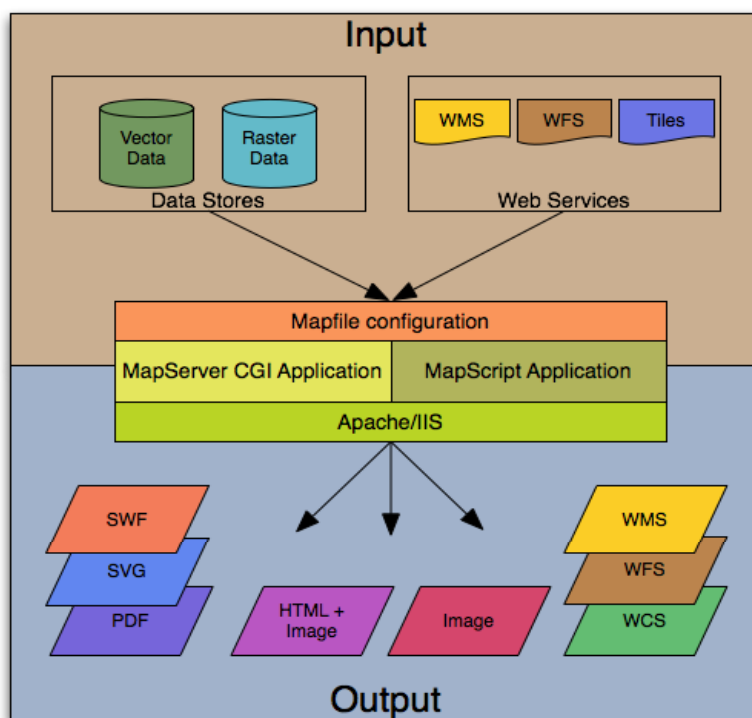 Input
Vector
Data
Raster
Data
Data Stores
WMS
WFS
Tiles
Web Services
Mapfile configuration
MapServer CGI Application
MapScript Application
Apache/IIS
SWF
SVG
PDF
HTML +
Image
Image
WMS
WFS
WCS
Output